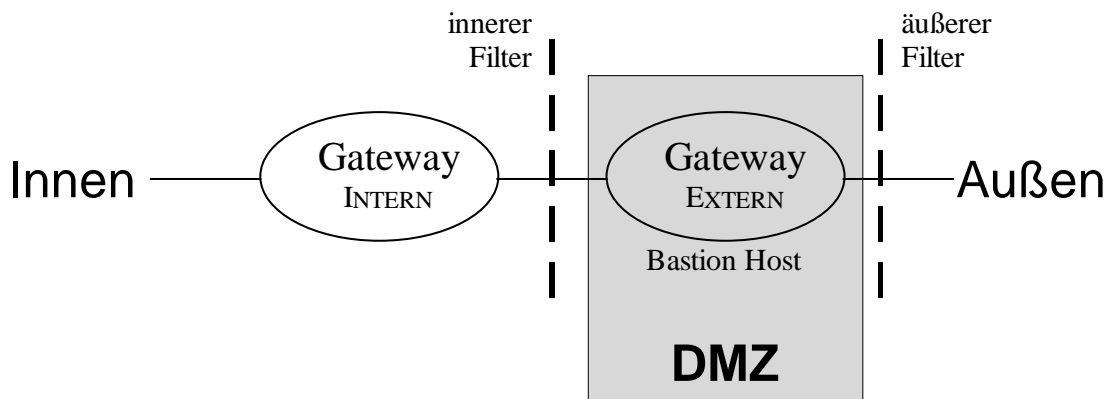 innerer
Filter
äußerer
Filter
Innen
Gateway
INTERN
Gateway
EXTERN
Außen
Bastion Host
DMZ